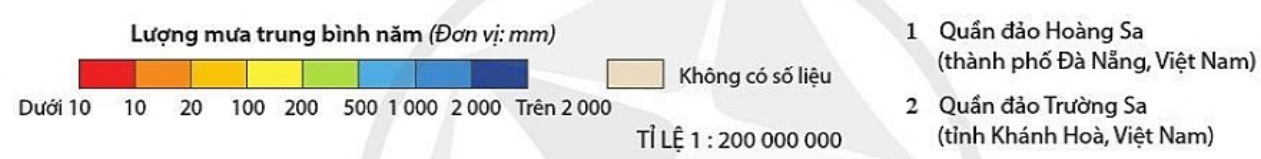 Lượng mưa trung bình năm (Đơn vị: mm)
Dưới 10 10 20 100 200 500 1 000 2 000 Trên 2 000
Không có số liệu
TỈ LỆ 1 : 200 000 000
1 Quần đảo Hoàng Sa
(thành phố Đà Nẵng, Việt Nam)
2 Quần đảo Trường Sa
(tỉnh Khánh Hoà, Việt Nam)